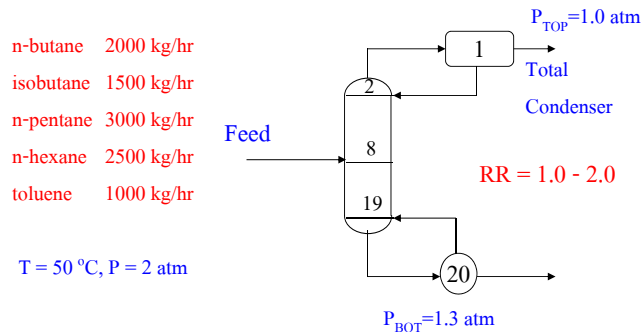 n-butane 2000 kg/hr
isobutane 1500 kg/hr
n-pentane 3000 kg/hr
n-hexane 2500 kg/hr
toluene 1000 kg/hr
T = 50 °C, P = 2 atm
Feed
1
2
8
19
20
P_TOP=1.0 atm
Total
Condenser
RR = 1.0 - 2.0
P_BOT=1.3 atm